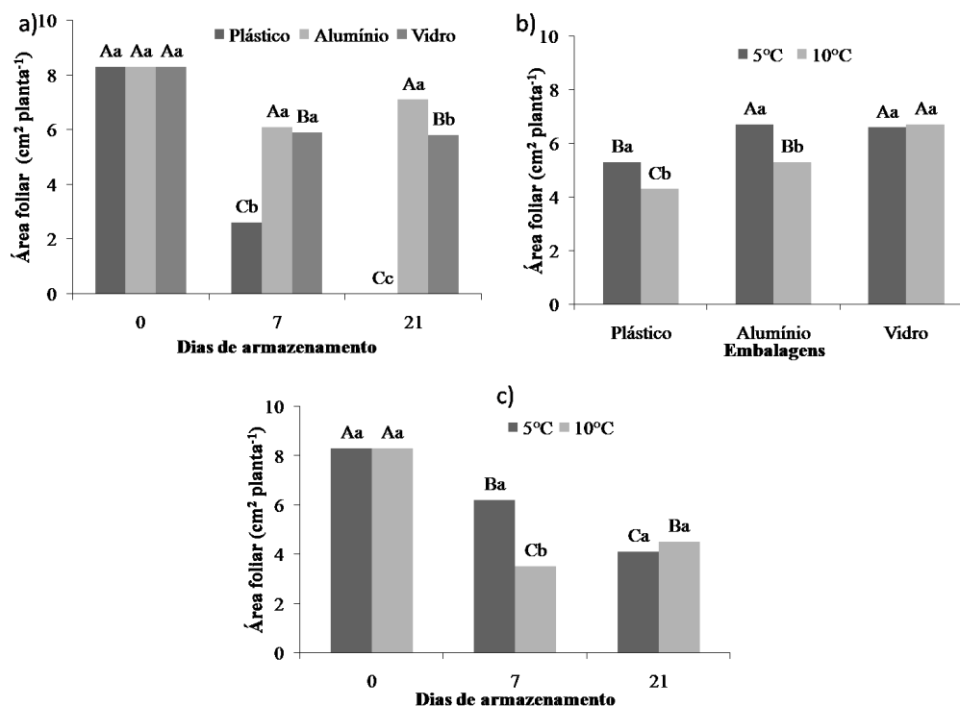 a)
10
8
6
4
2
0
Área foliar (cm² planta⁻¹)
Plástico Alumínio Vidro
Aa Aa Aa
Cb Aa Ba
Cc Aa Bb
0 7 21
Dias de armazenamento
b)
10
8
6
4
2
0
Área foliar (cm² planta⁻¹)
5°C 10°C
Ba Cb
Aa Bb
Aa Aa
Plástico Alumínio Vidro
Embalagens
c)
10
8
6
4
2
0
Área foliar (cm² planta⁻¹)
5°C 10°C
Aa Aa
Ba Cb
Ca Ba
0 7 21
Dias de armazenamento